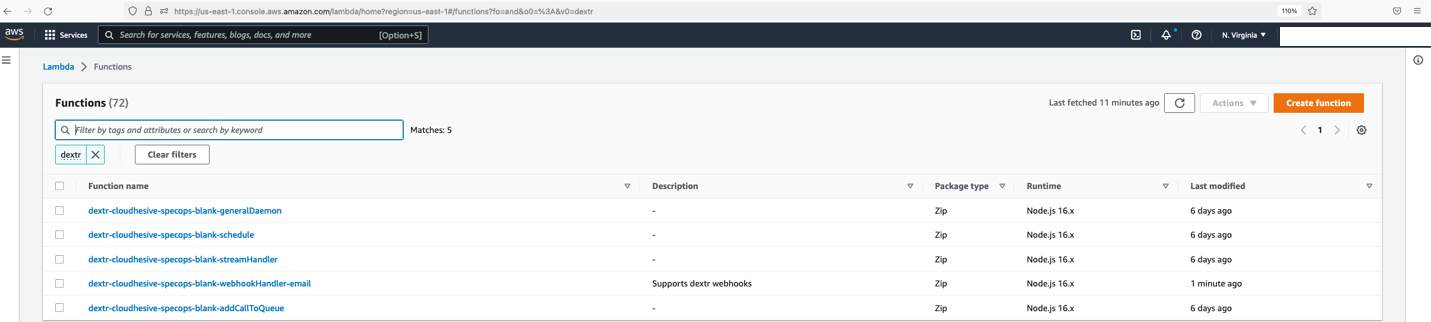 https://us-east-1.console.aws.amazon.com/lambda/home?region=us-east-1#/functions?fo=and&o0=%3A&v0=dextr 110%
aws Services Search for services, features, blogs, docs, and more [Option+S] N. Virginia ▼
Lambda > Functions
Functions (72) Last fetched 11 minutes ago Actions ▼ Create function
Filter by tags and attributes or search by keyword Matches: 5 < 1 >
dextr X Clear filters
Function name Description Package type Runtime Last modified
dextr-cloudhesive-specops-blank-generalDaemon - Zip Node.js 16.x 6 days ago
dextr-cloudhesive-specops-blank-schedule - Zip Node.js 16.x 6 days ago
dextr-cloudhesive-specops-blank-streamHandler - Zip Node.js 16.x 6 days ago
dextr-cloudhesive-specops-blank-webhookHandler-email Supports dextr webhooks Zip Node.js 16.x 1 minute ago
dextr-cloudhesive-specops-blank-addCallToQueue - Zip Node.js 16.x 6 days ago